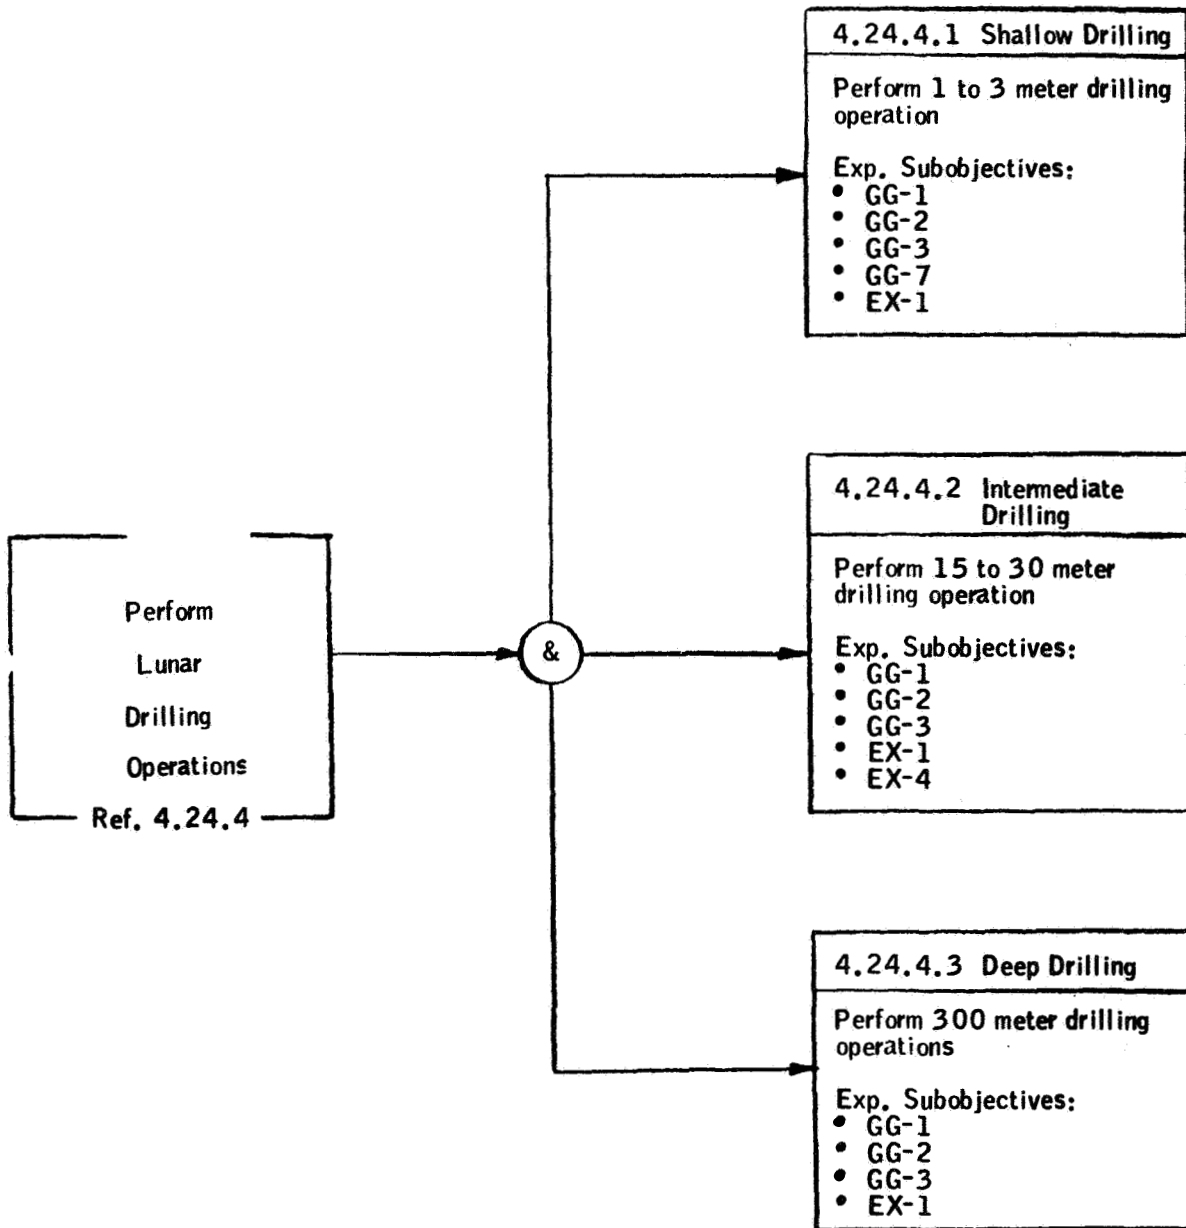 4.24.4.1 Shallow Drilling
Perform 1 to 3 meter drilling
operation
Exp. Subobjectives:
• GG-1
• GG-2
• GG-3
• GG-7
• EX-1
4.24.4.2 Intermediate
Drilling
Perform 15 to 30 meter
drilling operation
Exp. Subobjectives:
• GG-1
• GG-2
• GG-3
• EX-1
• EX-4
Perform
Lunar
Drilling
Operations
Ref. 4.24.4
&
4.24.4.3 Deep Drilling
Perform 300 meter drilling
operations
Exp. Subobjectives:
• GG-1
• GG-2
• GG-3
• EX-1